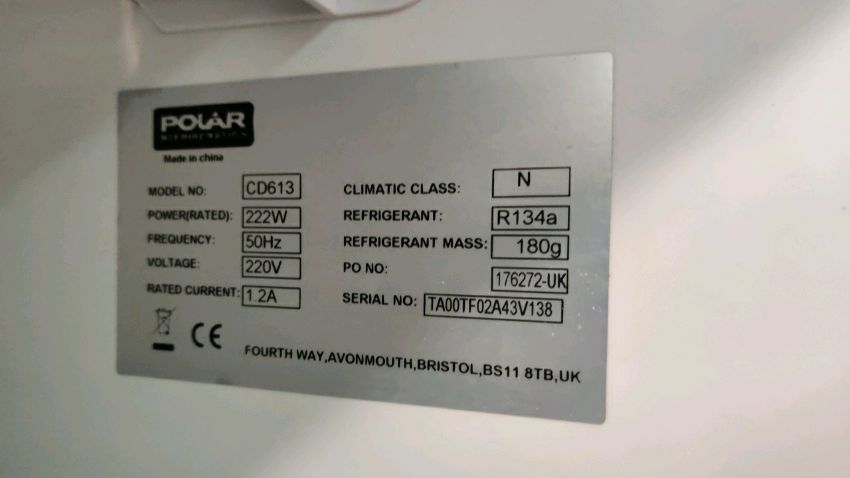 POLAR
REFRIGERATION
Made in china
MODEL NO: CD613
POWER(RATED): 222W
FREQUENCY: 50Hz
VOLTAGE: 220V
RATED CURRENT: 1.2A
CLIMATIC CLASS: N
REFRIGERANT: R134a
REFRIGERANT MASS: 180g
PO NO: 176272-UK
SERIAL NO: TA00TF02A43V138
CE
FOURTH WAY,AVONMOUTH,BRISTOL,BS11 8TB,UK